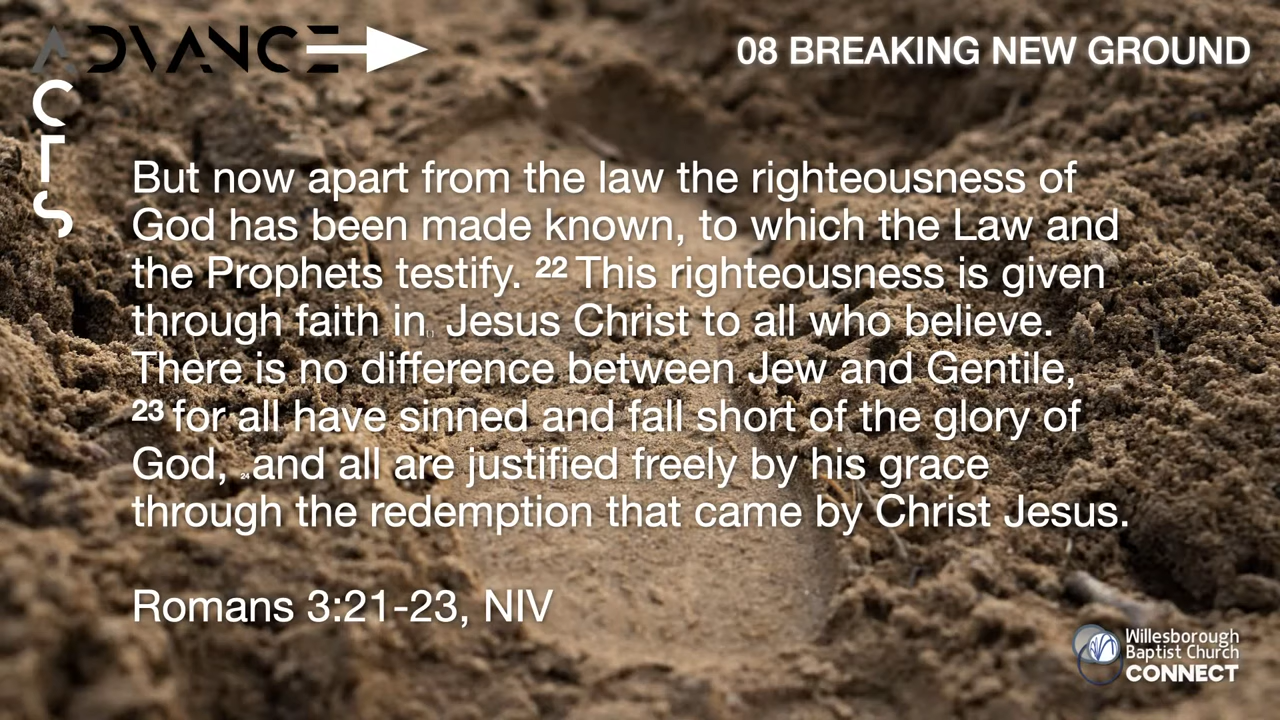 ADVANCE
CTS
08 BREAKING NEW GROUND
But now apart from the law the righteousness of
God has been made known, to which the Law and
the Prophets testify. 22 This righteousness is given
through faith in Jesus Christ to all who believe.
There is no difference between Jew and Gentile,
23 for all have sinned and fall short of the glory of
God, 24 and all are justified freely by his grace
through the redemption that came by Christ Jesus.
Romans 3:21-23, NIV
Willesborough
Baptist Church
CONNECT